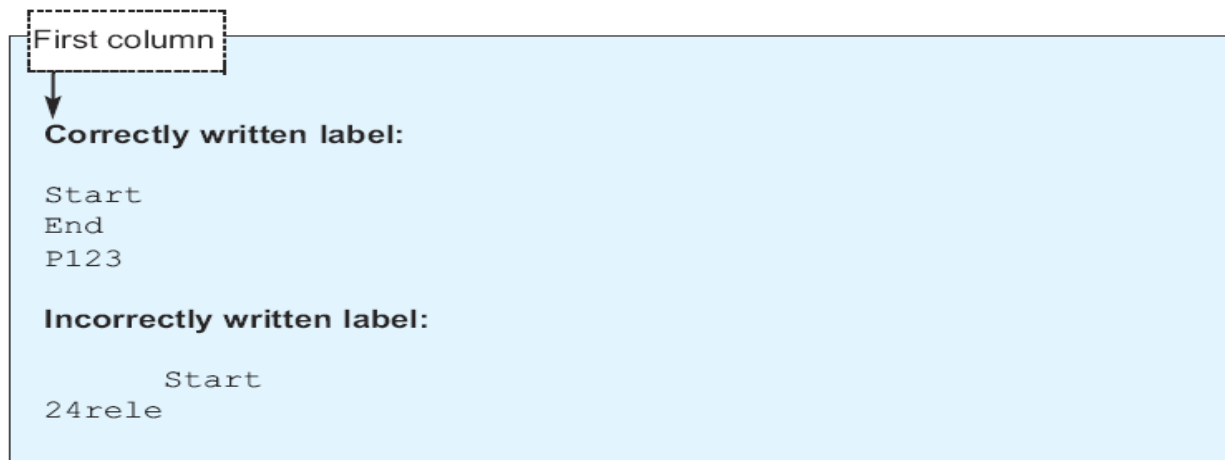 First column
Correctly written label:
Start
End
P123
Incorrectly written label:
Start
24rele